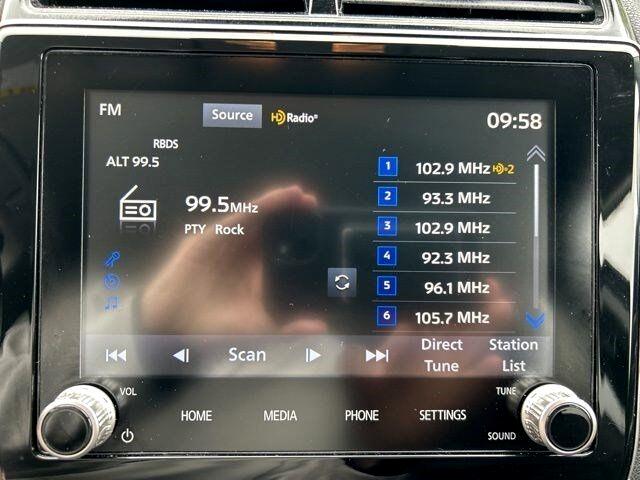 FM
Source
HD Radio®
09:58
RBDS
ALT 99.5
99.5MHz
PTY Rock
1 102.9 MHz HD 2
2 93.3 MHz
3 102.9 MHz
4 92.3 MHz
5 96.1 MHz
6 105.7 MHz
Scan
Direct
Tune
Station
List
VOL
TUNE
HOME
MEDIA
PHONE
SETTINGS
SOUND